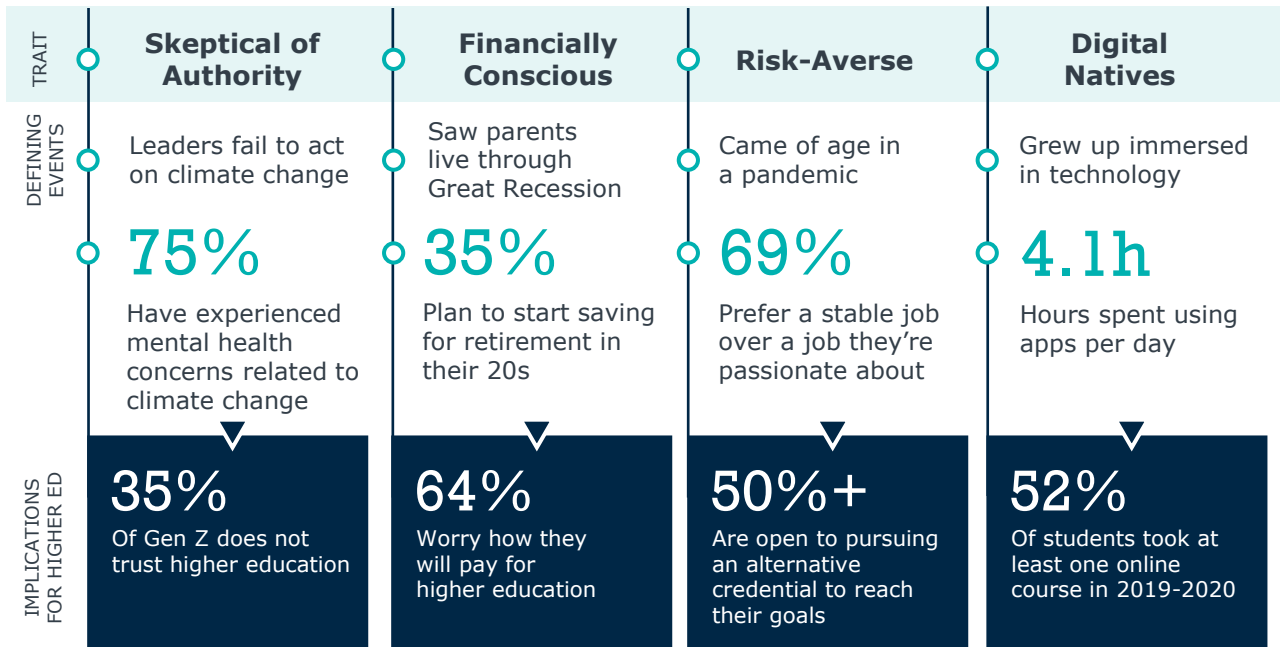 TRAIT
Skeptical of
Authority
Financially
Conscious
Risk-Averse
Digital
Natives
DEFINING
EVENTS
Leaders fail to act
on climate change
Saw parents
live through
Great Recession
Came of age in
a pandemic
Grew up immersed
in technology
75%
Have experienced
mental health
concerns related to
climate change
35%
Plan to start saving
for retirement in
their 20s
69%
Prefer a stable job
over a job they’re
passionate about
4.1h
Hours spent using
apps per day
IMPLICATIONS
FOR HIGHER ED
35%
Of Gen Z does not
trust higher education
64%
Worry how they
will pay for
higher education
50%+
Are open to pursuing
an alternative
credential to reach
their goals
52%
Of students took at
least one online
course in 2019-2020